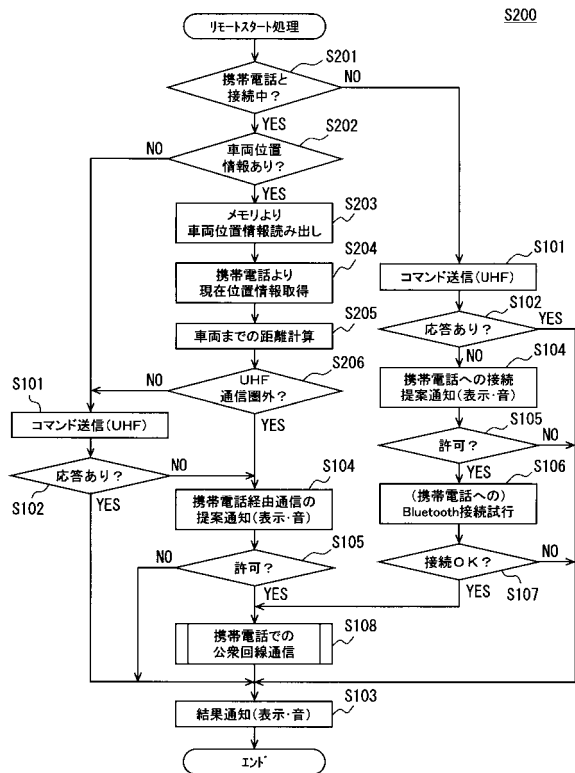 S200
リモートスタート処理
S201
携帯電話と
接続中?
NO
YES
S202
車両位置
情報あり?
NO
YES
S203
メモリより
車両位置情報読み出し
S204
携帯電話より
現在位置情報取得
S205
車両までの距離計算
S206
UHF
通信圏外?
NO
YES
S101
コマンド送信(UHF)
応答あり?
NO
S102
YES
S104
携帯電話経由通信の
提案通知(表示・音)
S105
NO
許可?
YES
S101
コマンド送信(UHF)
S102
YES
応答あり?
NO
S104
携帯電話への接続
提案通知(表示・音)
S105
許可?
NO
YES
S106
(携帯電話への)
Bluetooth接続試行
接続OK?
NO
YES
S107
S108
携帯電話での
公衆回線通信
S103
結果通知(表示・音)
エンド